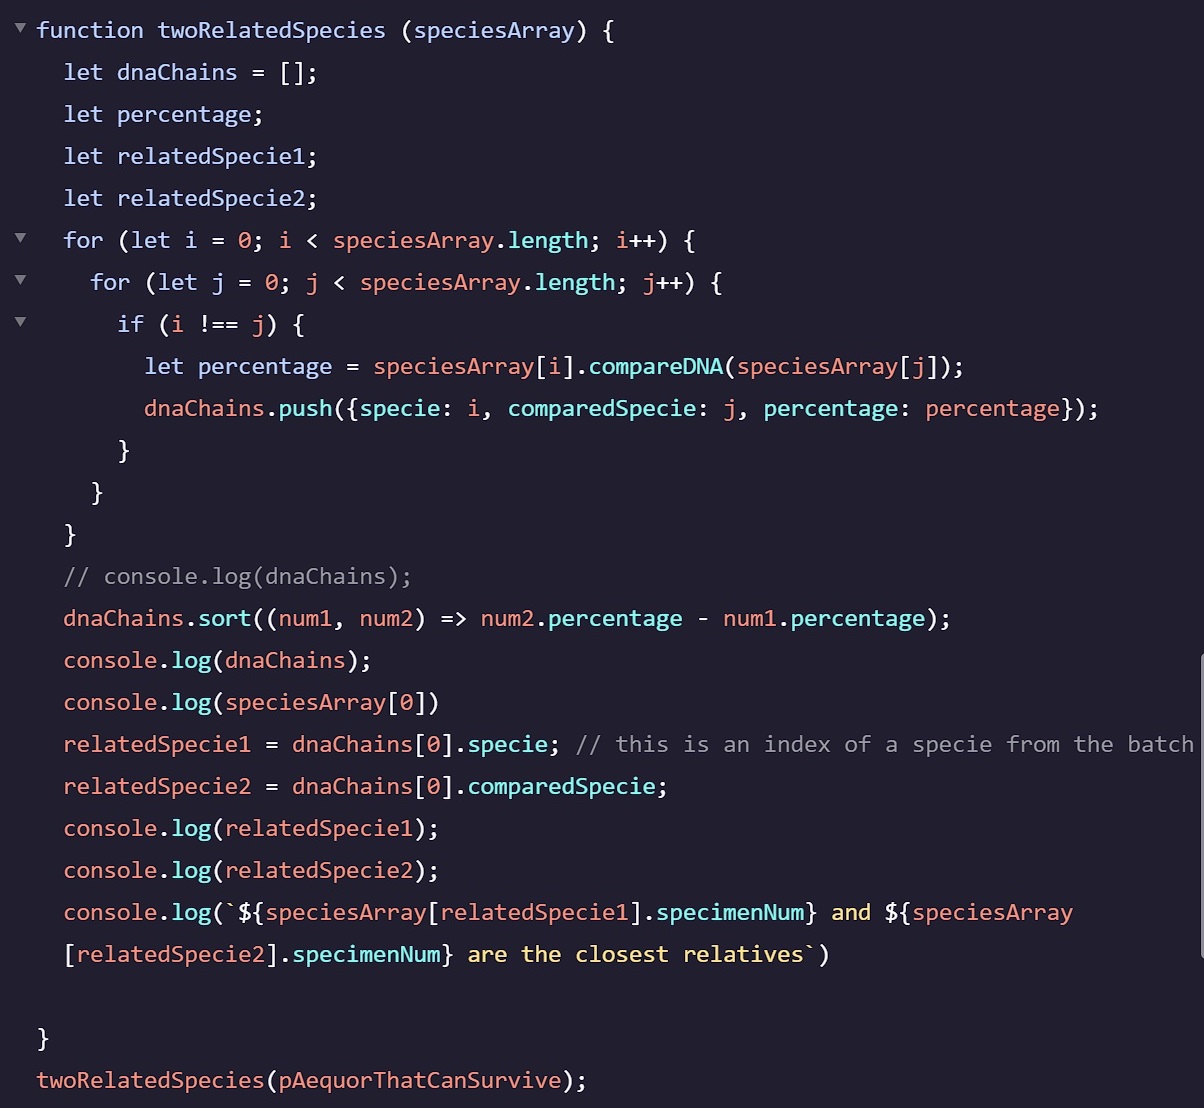 function twoRelatedSpecies (speciesArray) {
  let dnaChains = [];
  let percentage;
  let relatedSpecie1;
  let relatedSpecie2;
  for (let i = 0; i < speciesArray.length; i++) {
    for (let j = 0; j < speciesArray.length; j++) {
      if (i !== j) {
        let percentage = speciesArray[i].compareDNA(speciesArray[j]);
        dnaChains.push({specie: i, comparedSpecie: j, percentage: percentage});
      }
    }
  }
  // console.log(dnaChains);
  dnaChains.sort((num1, num2) => num2.percentage - num1.percentage);
  console.log(dnaChains);
  console.log(speciesArray[0])
  relatedSpecie1 = dnaChains[0].specie; // this is an index of a specie from the batch
  relatedSpecie2 = dnaChains[0].comparedSpecie;
  console.log(relatedSpecie1);
  console.log(relatedSpecie2);
  console.log(`${speciesArray[relatedSpecie1].specimenNum} and ${speciesArray
  [relatedSpecie2].specimenNum} are the closest relatives`)

}
twoRelatedSpecies(pAequorThatCanSurvive);